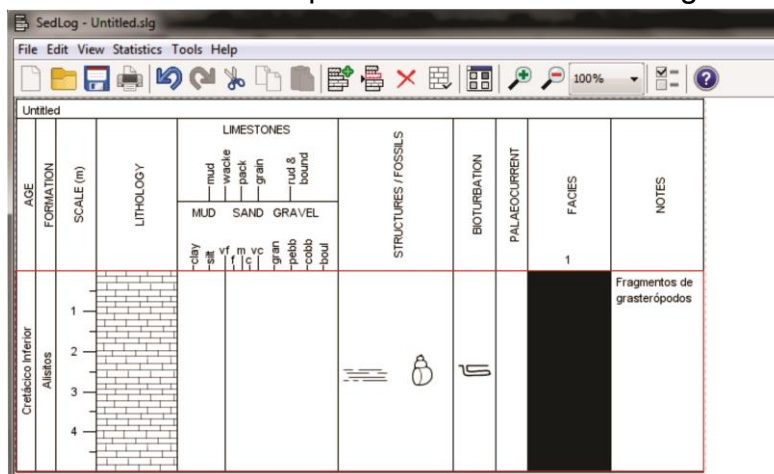 SedLog - Untitled.slg
File Edit View Statistics Tools Help
100%
Untitled
AGE
FORMATION
SCALE (m)
LITHOLOGY
LIMESTONES
mud
wacke
pack
grain
rud &
bound
MUD SAND GRAVEL
clay
silt
vf
f
m
c
vc
gran
pebb
cobb
boul
STRUCTURES / FOSSILS
BIOTURBATION
PALAEOCURRENT
FACIES
1
NOTES
Cretácico Inferior
Alisitos
1
2
3
4
Fragmentos de
grasterópodos